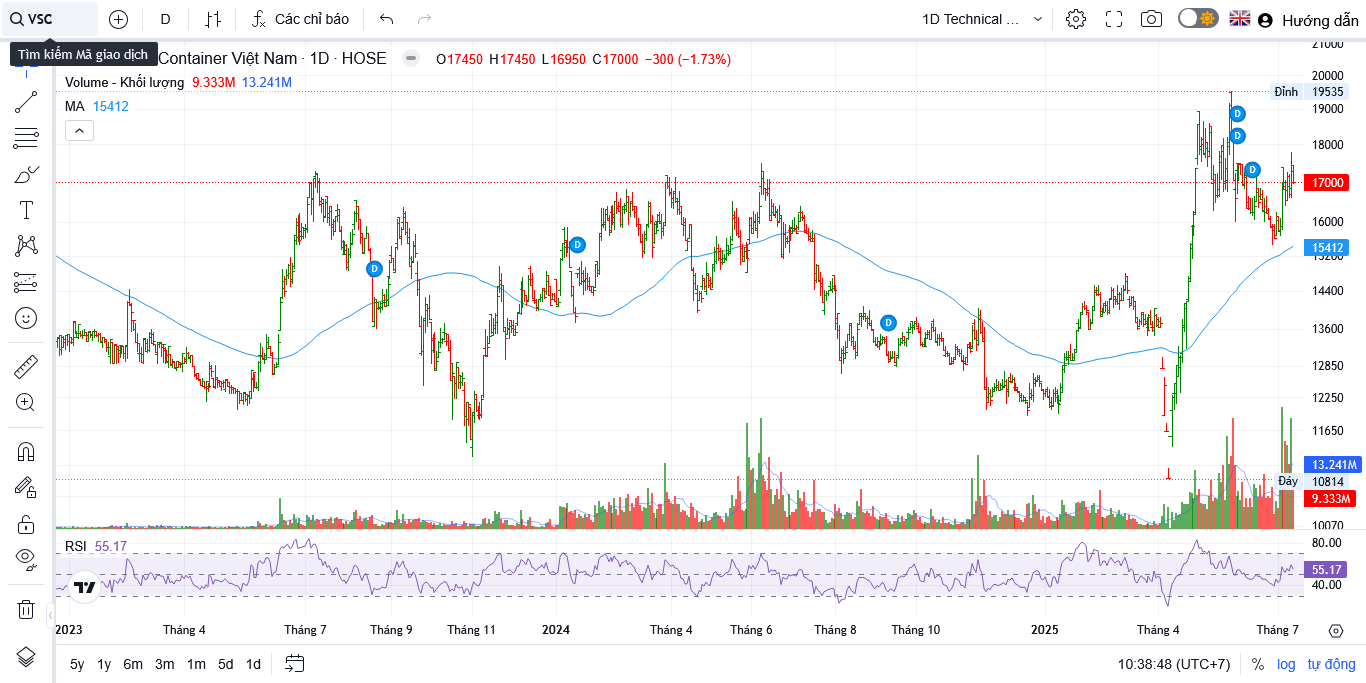 VSC D Các chỉ báo 1D Technical ... Hướng dẫn
Tìm kiếm Mã giao dịch
Container Việt Nam · 1D · HOSE O17450 H17450 L16950 C17000 −300 (−1.73%)
Volume - Khối lượng 9.333M 13.241M
MA 15412
21000
20000
Đỉnh 19535
D
19000
D
18000
D
17000
16000
D
15412
15200
D
14400
D
13600
12850
12250
11650
13.241M
Đáy 10814
9.333M
10070
RSI 55.17
80.00
55.17
40.00
2023 Tháng 4 Tháng 7 Tháng 9 Tháng 11 2024 Tháng 4 Tháng 6 Tháng 8 Tháng 10 2025 Tháng 4 Tháng 7
5y 1y 6m 3m 1m 5d 1d 10:38:48 (UTC+7) % log tự động